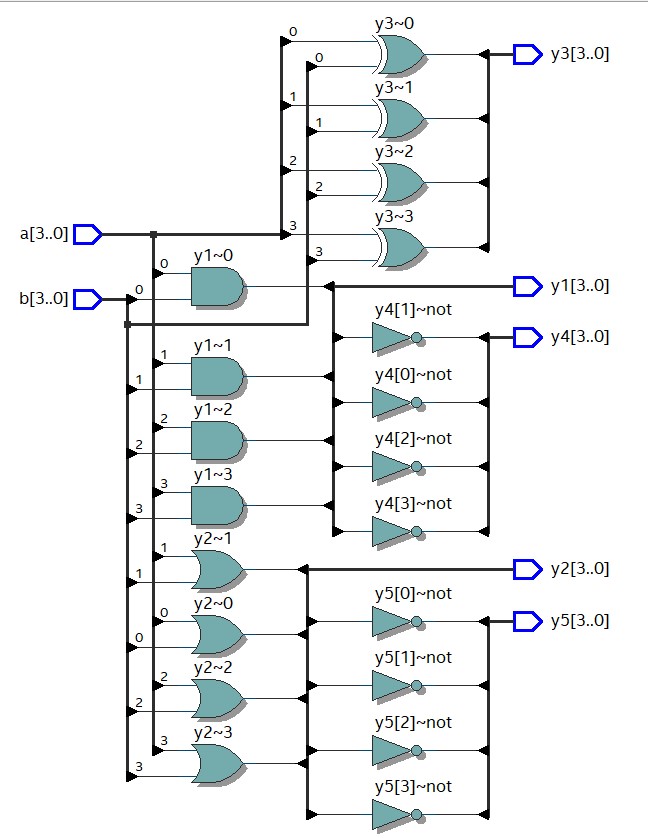 y3~0
0
0
y3[3..0]
y3~1
1
1
y3~2
2
2
y3~3
a[3..0]
3
3
y1~0
0
b[3..0]
0
y1[3..0]
y4[1]~not
y4[3..0]
y1~1
1
1
y4[0]~not
y1~2
2
2
y4[2]~not
y1~3
3
3
y4[3]~not
y2~1
1
1
y2[3..0]
y5[0]~not
y5[3..0]
y2~0
0
0
y5[1]~not
y2~2
2
2
y5[2]~not
y2~3
3
3
y5[3]~not